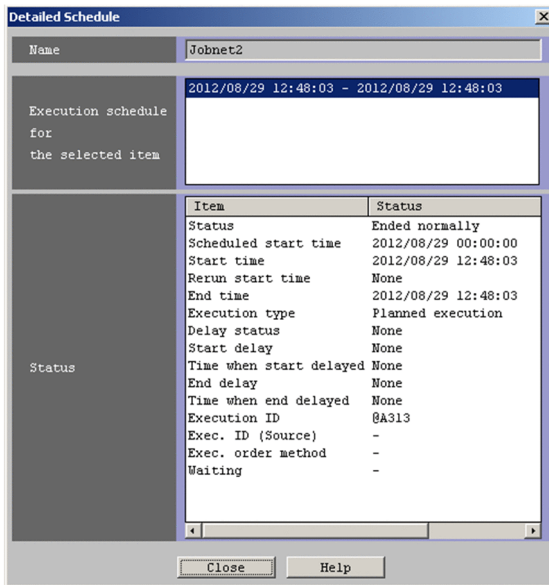 Detailed Schedule
Name
Jobnet2
Execution schedule
for
the selected item
2012/08/29 12:48:03 - 2012/08/29 12:48:03
Status
Item Status
Status Ended normally
Scheduled start time 2012/08/29 00:00:00
Start time 2012/08/29 12:48:03
Rerun start time None
End time 2012/08/29 12:48:03
Execution type Planned execution
Delay status None
Start delay None
Time when start delayed None
End delay None
Time when end delayed None
Execution ID @A313
Exec. ID (Source) -
Exec. order method -
Waiting -
Close Help